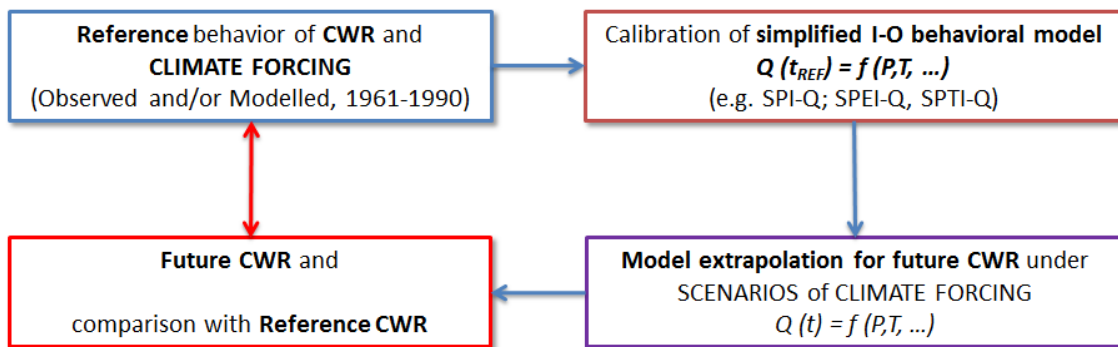 Reference behavior of CWR and
CLIMATE FORCING
(Observed and/or Modelled, 1961-1990)
Calibration of simplified I-O behavioral model
Q (tREF) = f (P,T, ...)
(e.g. SPI-Q; SPEI-Q, SPTI-Q)
Future CWR and
comparison with Reference CWR
Model extrapolation for future CWR under
SCENARIOS of CLIMATE FORCING
Q (t) = f (P,T, ...)